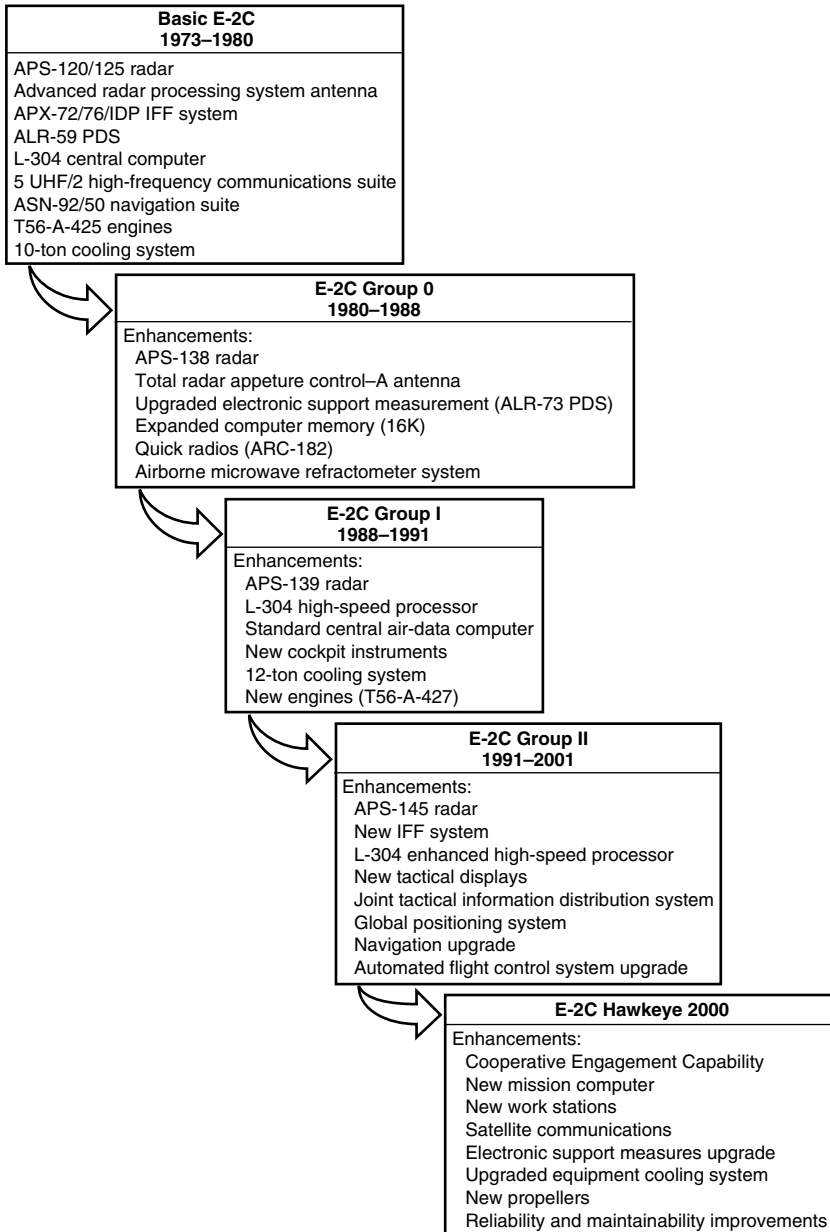 Basic E-2C
1973–1980
APS-120/125 radar
Advanced radar processing system antenna
APX-72/76/IDP IFF system
ALR-59 PDS
L-304 central computer
5 UHF/2 high-frequency communications suite
ASN-92/50 navigation suite
T56-A-425 engines
10-ton cooling system
E-2C Group 0
1980–1988
Enhancements:
APS-138 radar
Total radar appeture control–A antenna
Upgraded electronic support measurement (ALR-73 PDS)
Expanded computer memory (16K)
Quick radios (ARC-182)
Airborne microwave refractometer system
E-2C Group I
1988–1991
Enhancements:
APS-139 radar
L-304 high-speed processor
Standard central air-data computer
New cockpit instruments
12-ton cooling system
New engines (T56-A-427)
E-2C Group II
1991–2001
Enhancements:
APS-145 radar
New IFF system
L-304 enhanced high-speed processor
New tactical displays
Joint tactical information distribution system
Global positioning system
Navigation upgrade
Automated flight control system upgrade
E-2C Hawkeye 2000
Enhancements:
Cooperative Engagement Capability
New mission computer
New work stations
Satellite communications
Electronic support measures upgrade
Upgraded equipment cooling system
New propellers
Reliability and maintainability improvements